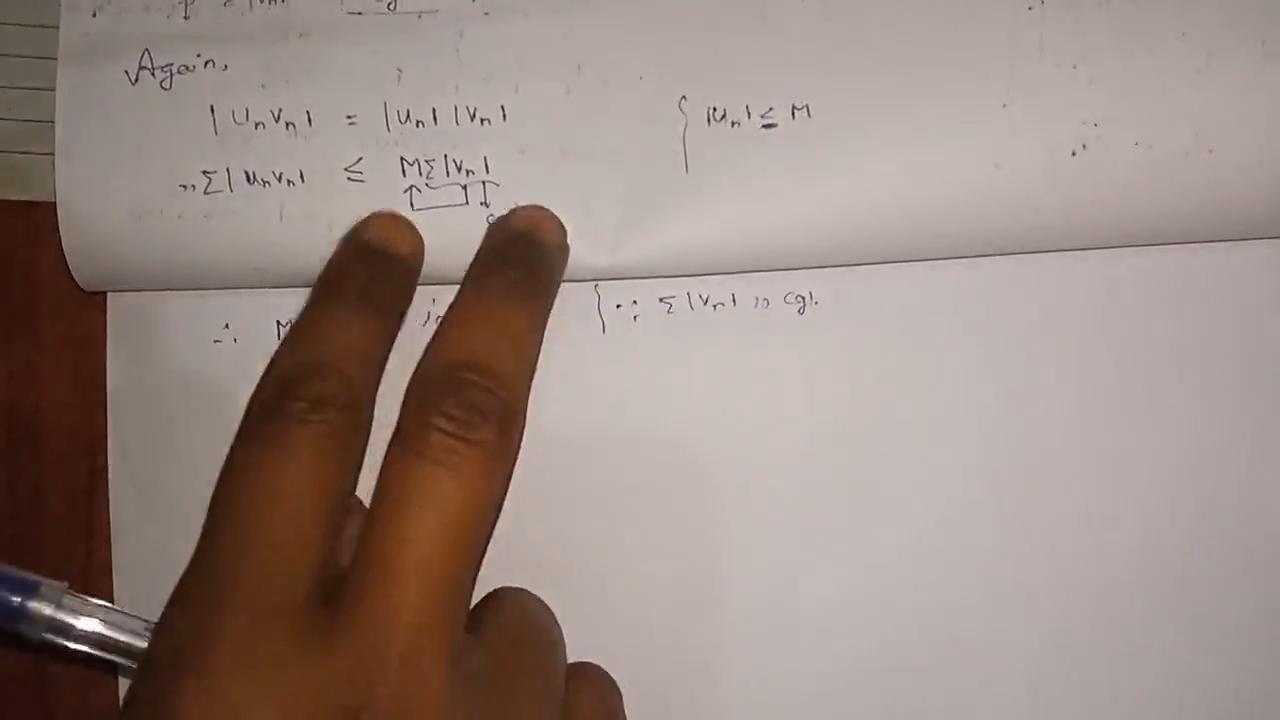 Again,
|UnVn| = |Un| |Vn| { |Un| ≤ M
,, Σ|UnVn| ≤ MΣ|Vn|
∴ M { ∵ Σ|Vn| is cgt.